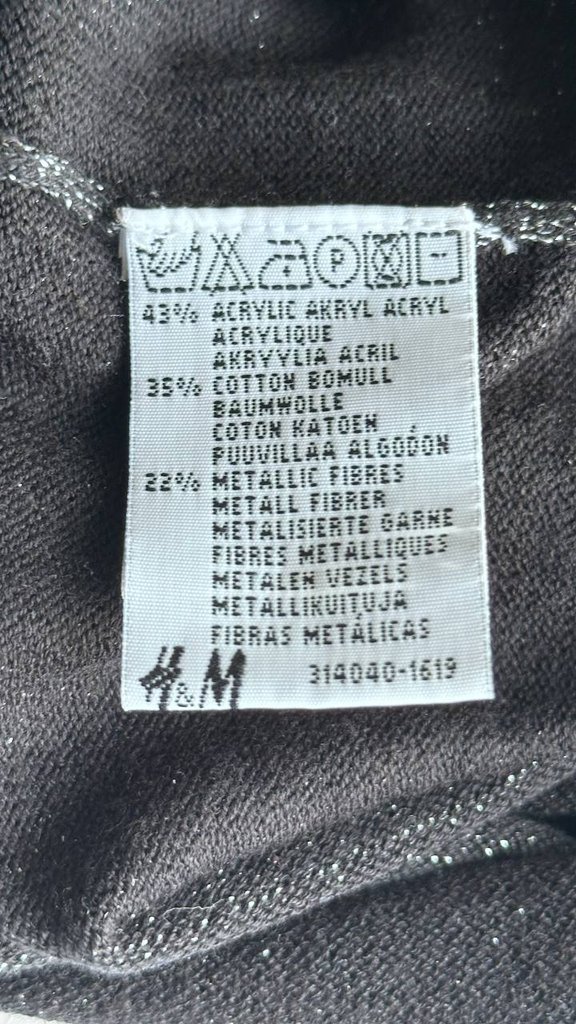 P
43% ACRYLIC AKRYL ACRYL
ACRYLIQUE
AKRYYLIA ACRIL
35% COTTON BOMULL
BAUMWOLLE
COTON KATOEN
PUUVILLAA ALGODÓN
22% METALLIC FIBRES
METALL FIBRER
METALISIERTE GARNE
FIBRES METALLIQUES
METALEN VEZELS
METALLIKUITUJA
FIBRAS METÁLICAS
H&M 314040-1619